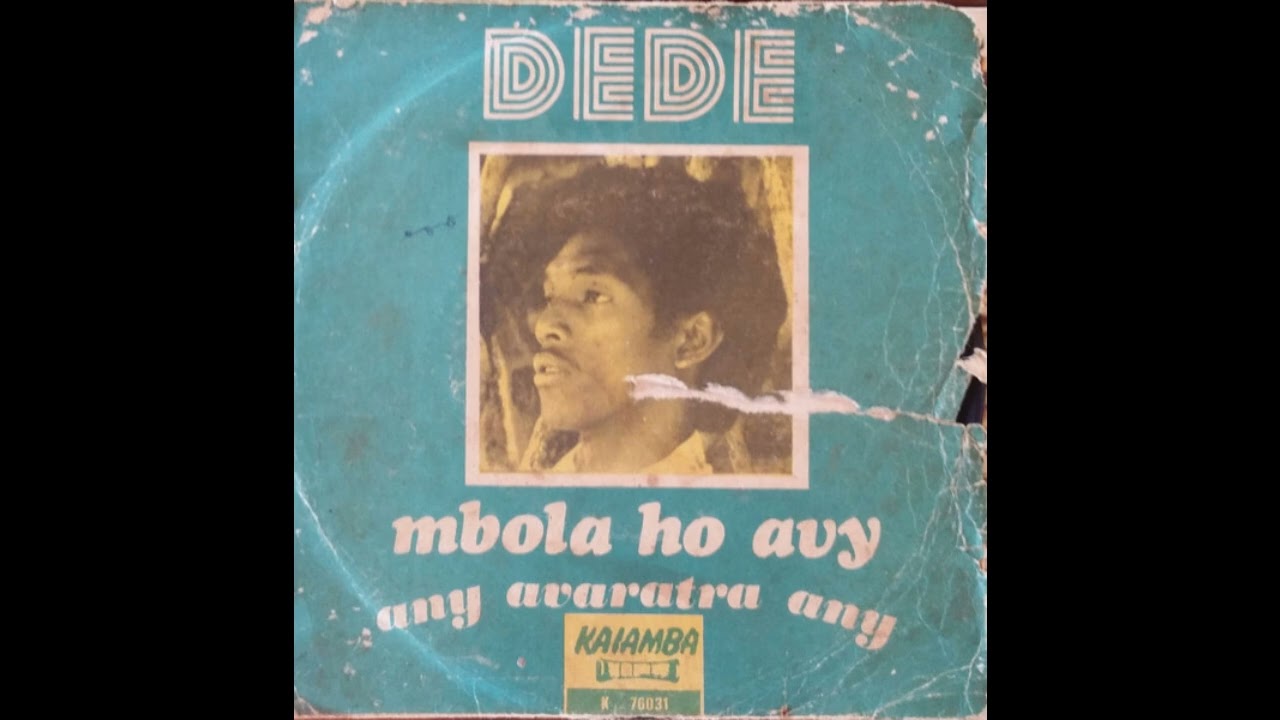 DEDE
mbola ho avy
any avaratra any
KAIAMBA
K 76031